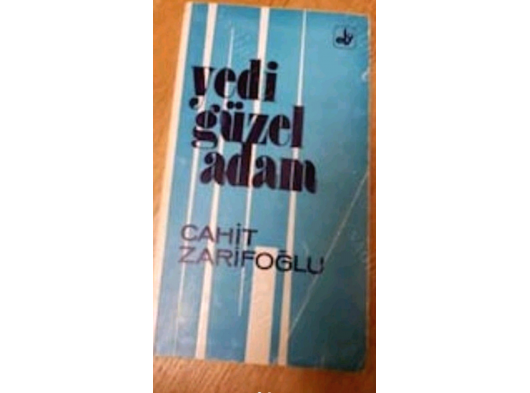 yedi
güzel
adam
CAHİT
ZARİFOĞLU